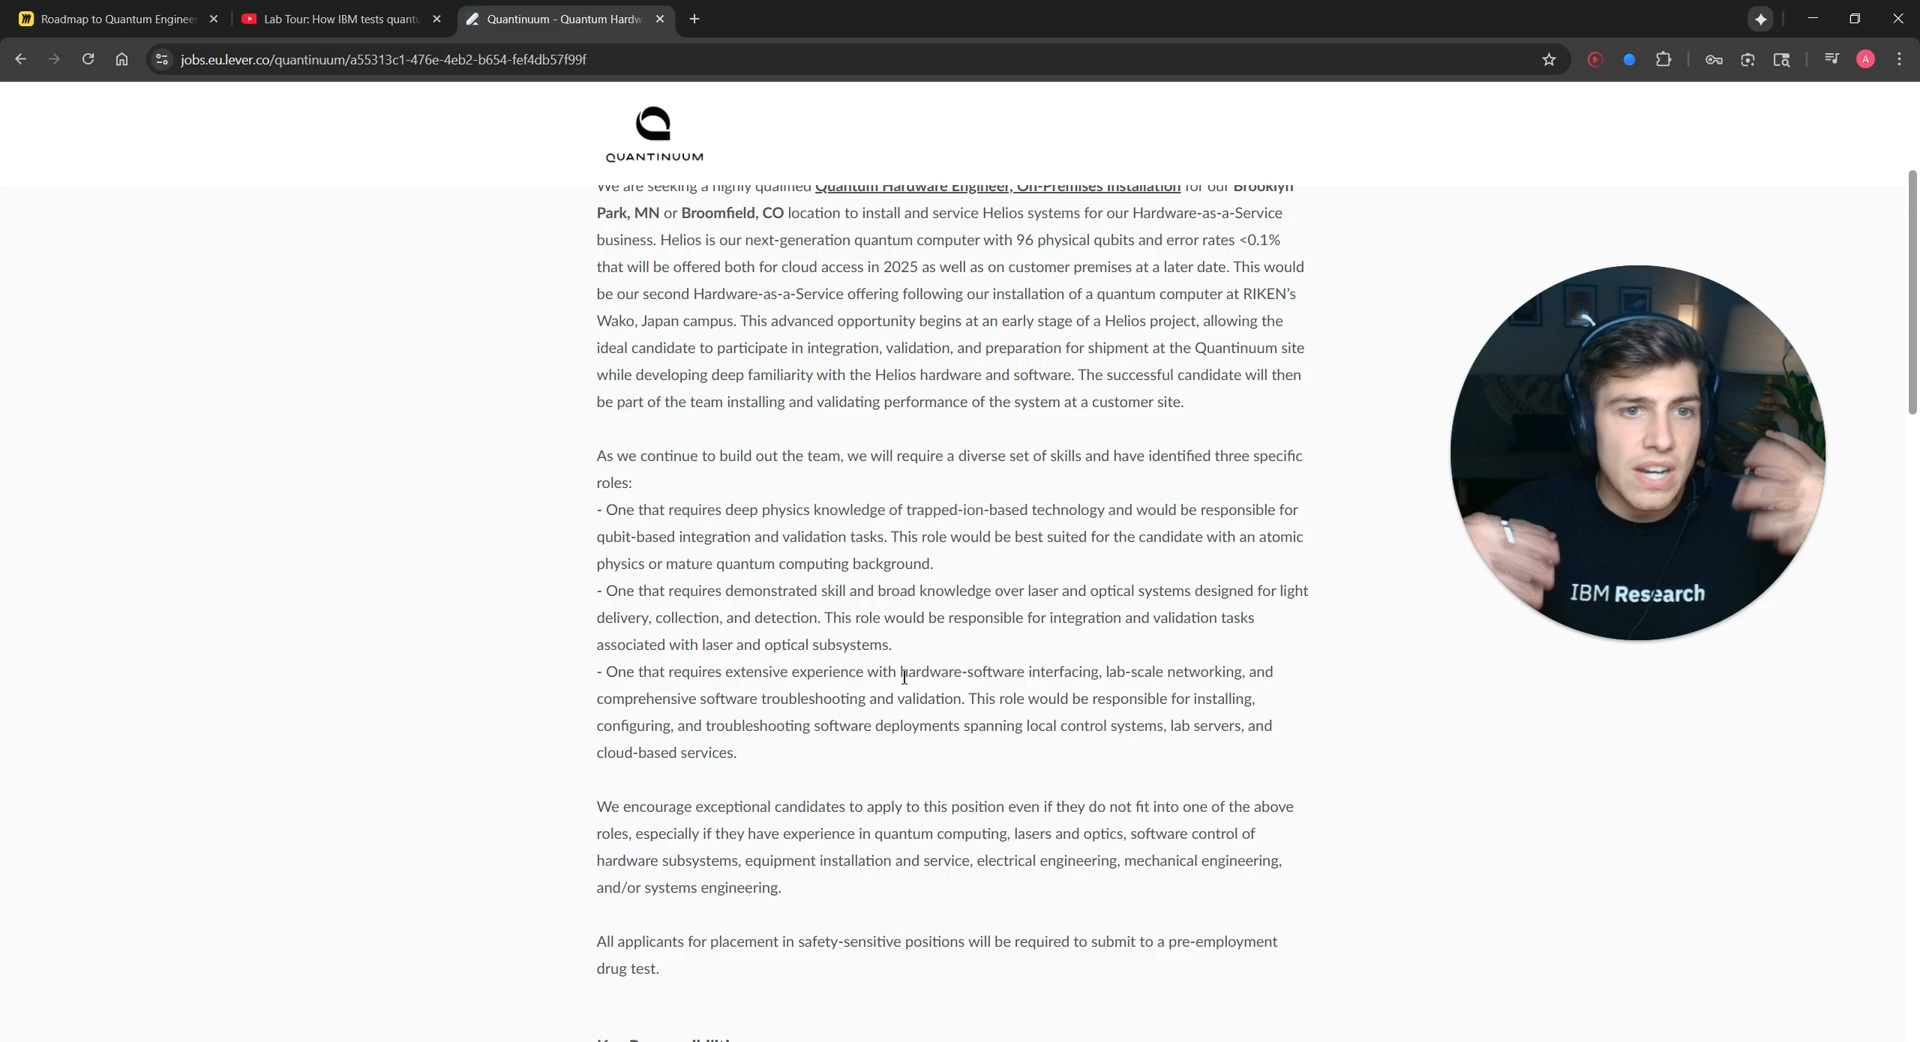 Roadmap to Quantum Enginee
Lab Tour: How IBM tests quantu
Quantinuum - Quantum Hardw
jobs.eu.lever.co/quantinuum/a55313c1-476e-4eb2-b654-fef4db57f99f
A
QUANTINUUM
We are seeking a highly qualified Quantum Hardware Engineer, On-Premises Installation for our Brooklyn
Park, MN or Broomfield, CO location to install and service Helios systems for our Hardware-as-a-Service
business. Helios is our next-generation quantum computer with 96 physical qubits and error rates <0.1%
that will be offered both for cloud access in 2025 as well as on customer premises at a later date. This would
be our second Hardware-as-a-Service offering following our installation of a quantum computer at RIKEN’s
Wako, Japan campus. This advanced opportunity begins at an early stage of a Helios project, allowing the
ideal candidate to participate in integration, validation, and preparation for shipment at the Quantinuum site
while developing deep familiarity with the Helios hardware and software. The successful candidate will then
be part of the team installing and validating performance of the system at a customer site.
As we continue to build out the team, we will require a diverse set of skills and have identified three specific
roles:
- One that requires deep physics knowledge of trapped-ion-based technology and would be responsible for
qubit-based integration and validation tasks. This role would be best suited for the candidate with an atomic
physics or mature quantum computing background.
- One that requires demonstrated skill and broad knowledge over laser and optical systems designed for light
delivery, collection, and detection. This role would be responsible for integration and validation tasks
associated with laser and optical subsystems.
- One that requires extensive experience with hardware-software interfacing, lab-scale networking, and
comprehensive software troubleshooting and validation. This role would be responsible for installing,
configuring, and troubleshooting software deployments spanning local control systems, lab servers, and
cloud-based services.
We encourage exceptional candidates to apply to this position even if they do not fit into one of the above
roles, especially if they have experience in quantum computing, lasers and optics, software control of
hardware subsystems, equipment installation and service, electrical engineering, mechanical engineering,
and/or systems engineering.
All applicants for placement in safety-sensitive positions will be required to submit to a pre-employment
drug test.
IBM Research